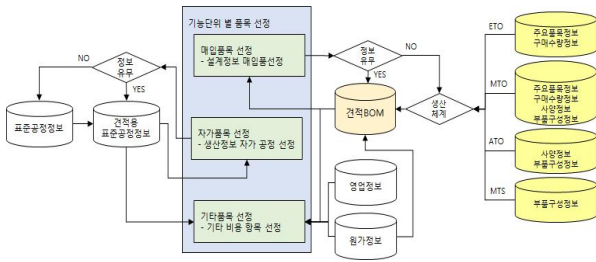 기능단위 별 품목 선정
매입품목 선정
- 설계정보 매입품선정
자가품목 선정
- 생산정보 자가 공정 선정
기타품목 선정
- 기타 비용 항목 선정
NO
정보
유무
YES
표준공정정보
견적용
표준공정정보
정보
유무
NO
YES
견적BOM
생산
체계
영업정보
원가정보
ETO
주요품목정보
구매수량정보
MTO
주요품목정보
구매수량정보
사양정보
부품구성정보
ATO
사양정보
부품구성정보
MTS
부품구성정보